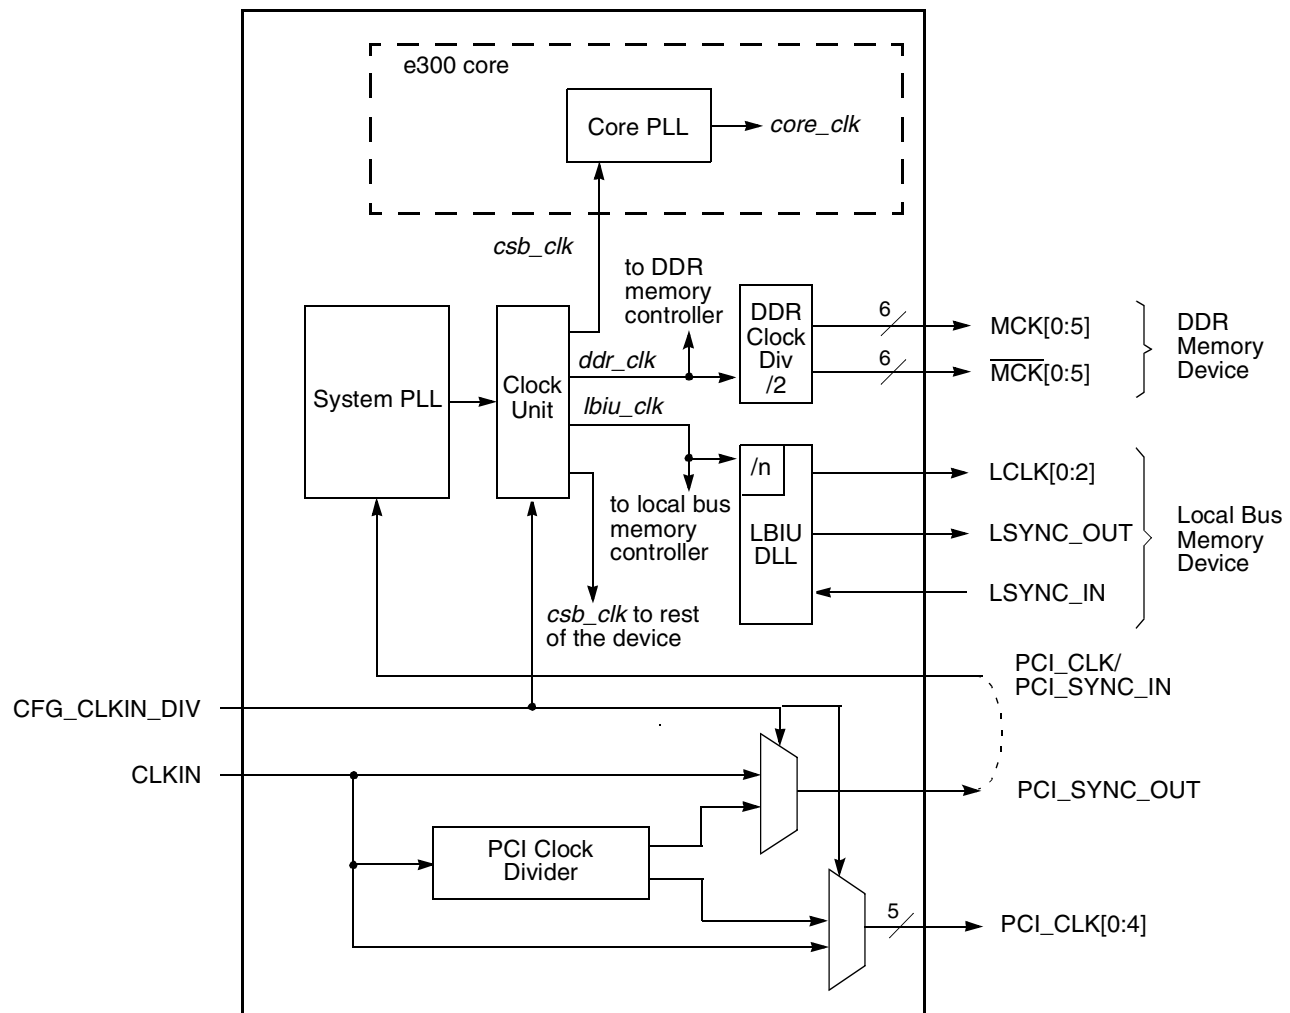 e300 core
Core PLL
core_clk
csb_clk
to DDR
memory
controller
DDR
Clock
Div
/2
6
MCK[0:5]
6
M̅C̅K̅[0:5]
DDR
Memory
Device
System PLL
Clock
Unit
ddr_clk
lbiu_clk
/n
LBIU
DLL
to local bus
memory
controller
LCLK[0:2]
LSYNC_OUT
LSYNC_IN
Local Bus
Memory
Device
csb_clk to rest
of the device
PCI_CLK/
PCI_SYNC_IN
CFG_CLKIN_DIV
CLKIN
PCI_SYNC_OUT
PCI Clock
Divider
5
PCI_CLK[0:4]